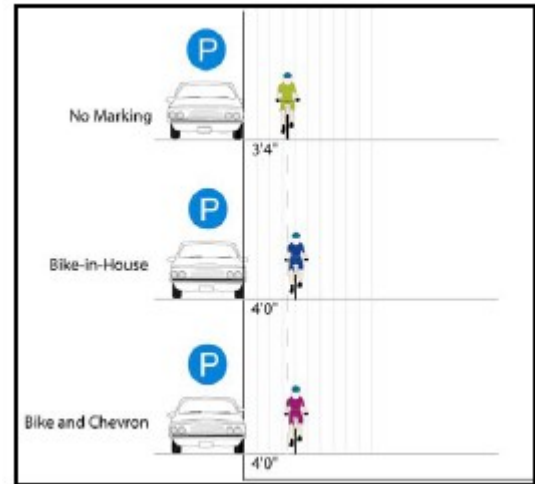 P
No Marking
3'4"
P
Bike-in-House
4'0"
P
Bike and Chevron
4'0"